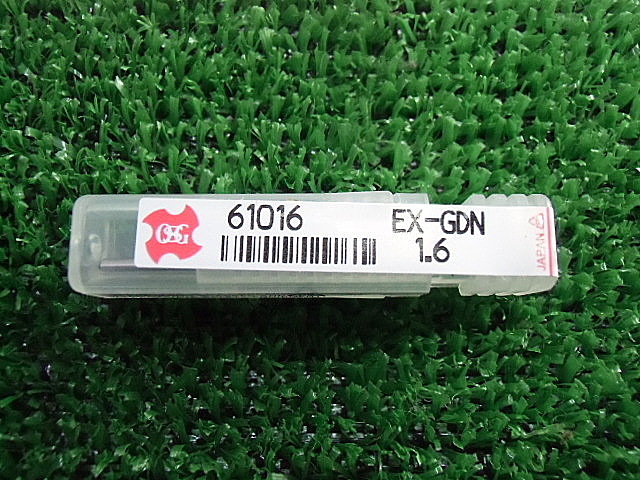 OSG
61016
EX-GDN
1.6
JAPAN